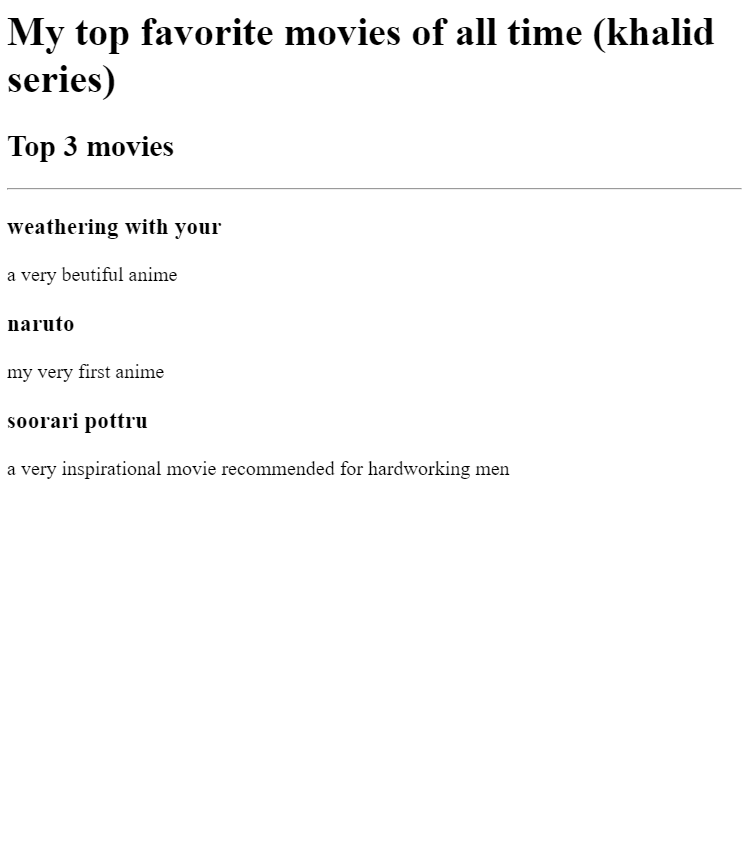 My top favorite movies of all time (khalid
series)
Top 3 movies
weathering with your
a very beutiful anime
naruto
my very first anime
soorari pottru
a very inspirational movie recommended for hardworking men